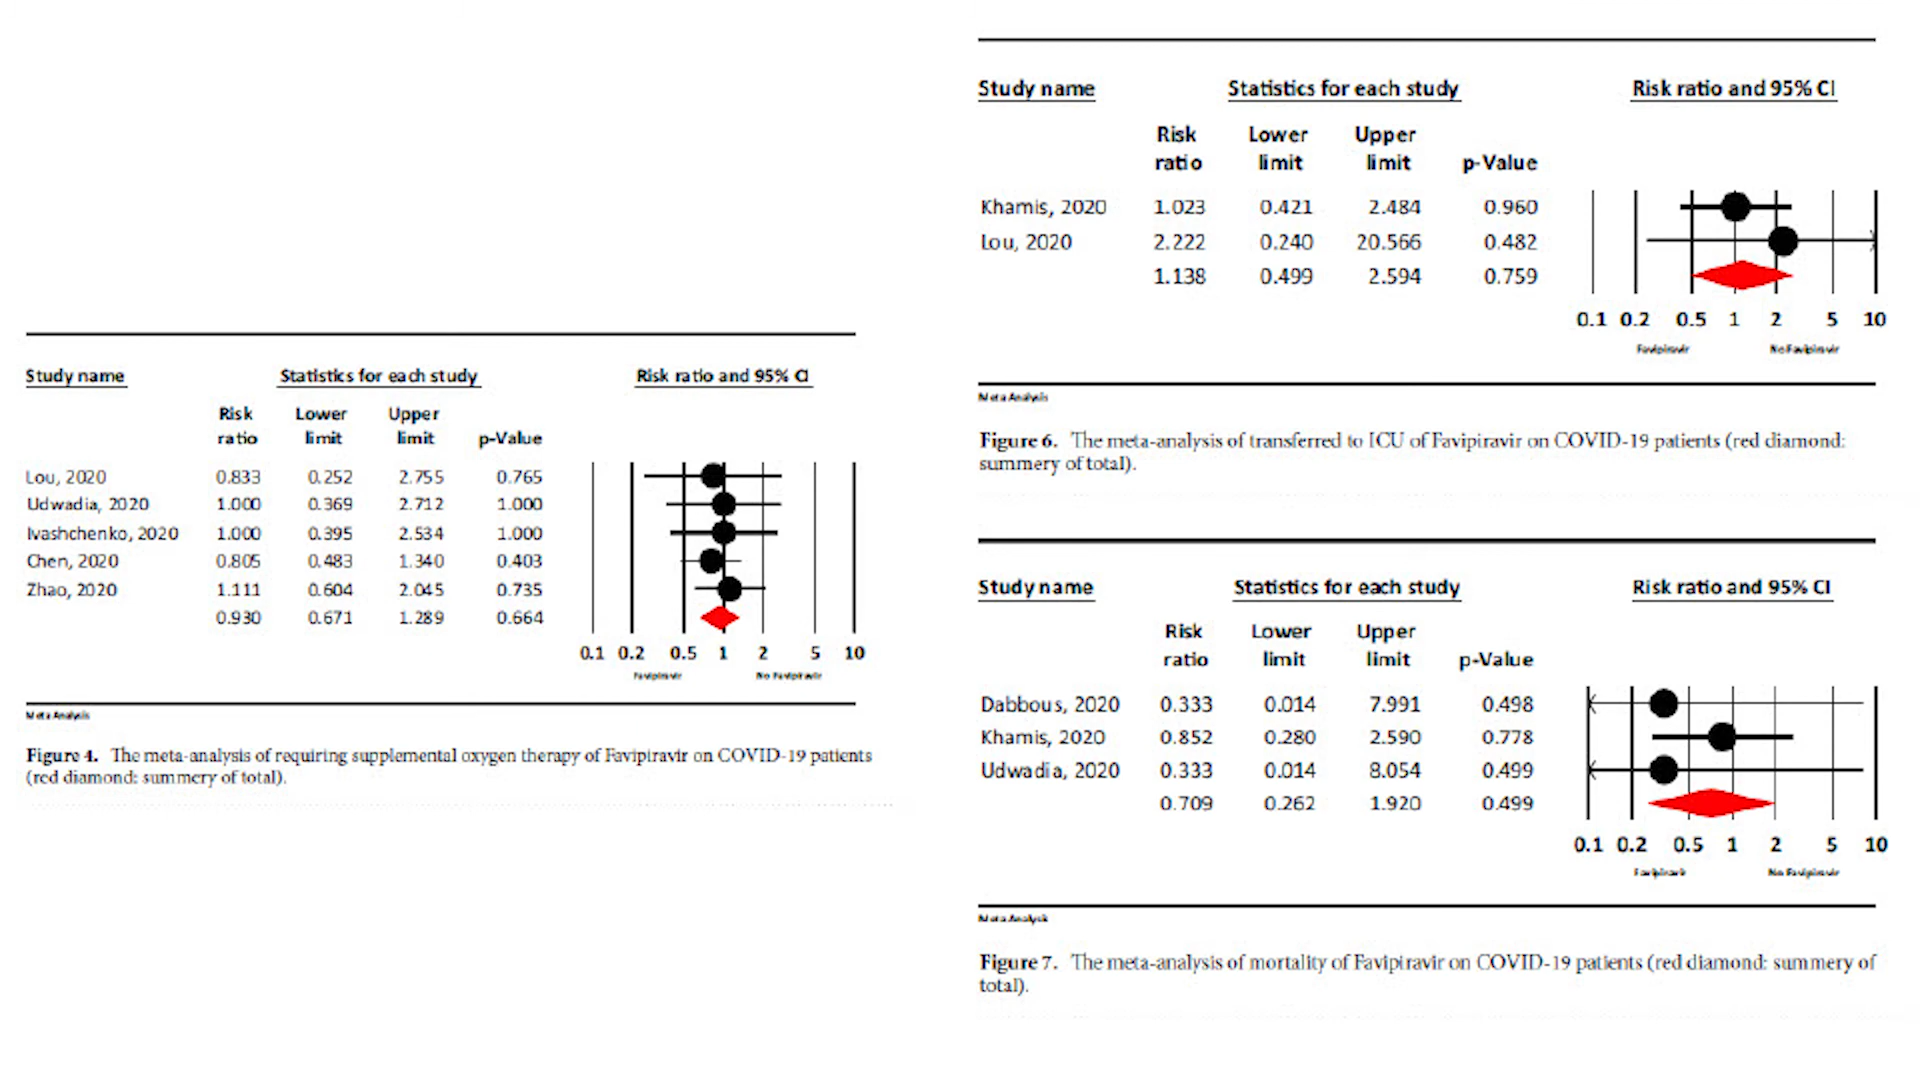 Study name Statistics for each study Risk ratio and 95% CI
Risk Lower Upper
ratio limit limit p-Value
Lou, 2020 0.833 0.252 2.755 0.765
Udwadia, 2020 1.000 0.369 2.712 1.000
Ivashchenko, 2020 1.000 0.395 2.534 1.000
Chen, 2020 0.805 0.483 1.340 0.403
Zhao, 2020 1.111 0.604 2.045 0.735
0.930 0.671 1.289 0.664
0.1 0.2 0.5 1 2 5 10
Favipiravir No Favipiravir
Meta Analysis
Figure 4. The meta-analysis of requiring supplemental oxygen therapy of Favipiravir on COVID-19 patients
(red diamond: summery of total).
Study name Statistics for each study Risk ratio and 95% CI
Risk Lower Upper
ratio limit limit p-Value
Khamis, 2020 1.023 0.421 2.484 0.960
Lou, 2020 2.222 0.240 20.566 0.482
1.138 0.499 2.594 0.759
0.1 0.2 0.5 1 2 5 10
Favipiravir No Favipiravir
Meta Analysis
Figure 6. The meta-analysis of transferred to ICU of Favipiravir on COVID-19 patients (red diamond:
summery of total).
Study name Statistics for each study Risk ratio and 95% CI
Risk Lower Upper
ratio limit limit p-Value
Dabbous, 2020 0.333 0.014 7.991 0.498
Khamis, 2020 0.852 0.280 2.590 0.778
Udwadia, 2020 0.333 0.014 8.054 0.499
0.709 0.262 1.920 0.499
0.1 0.2 0.5 1 2 5 10
Favipiravir No Favipiravir
Meta Analysis
Figure 7. The meta-analysis of mortality of Favipiravir on COVID-19 patients (red diamond: summery of
total).